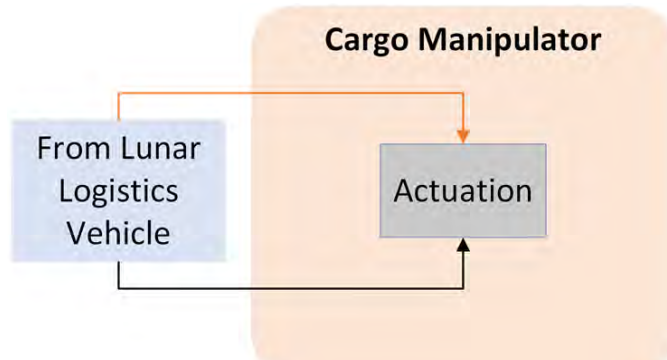 Cargo Manipulator
From Lunar
Logistics
Vehicle
Actuation